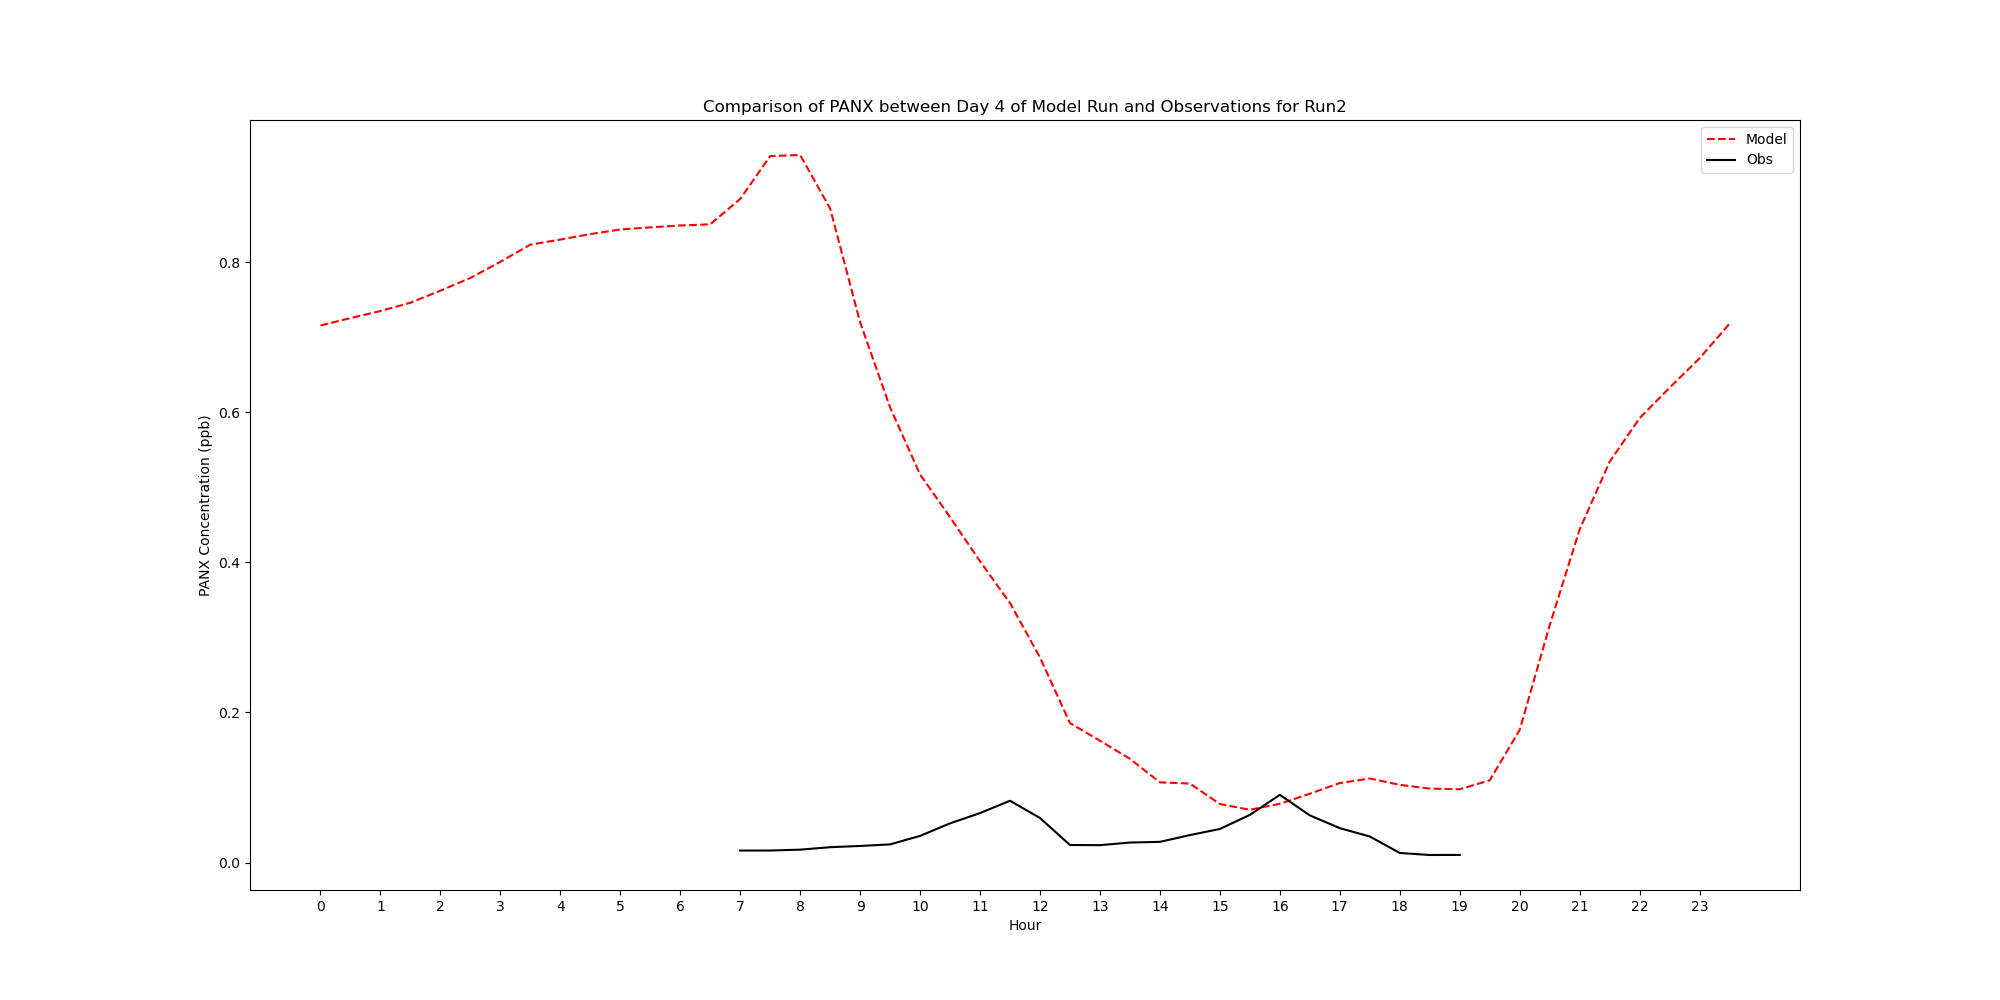 Comparison of PANX between Day 4 of Model Run and Observations for Run2
Model
Obs
PANX Concentration (ppb)
0.8
0.6
0.4
0.2
0.0
0 1 2 3 4 5 6 7 8 9 10 11 12 13 14 15 16 17 18 19 20 21 22 23
Hour